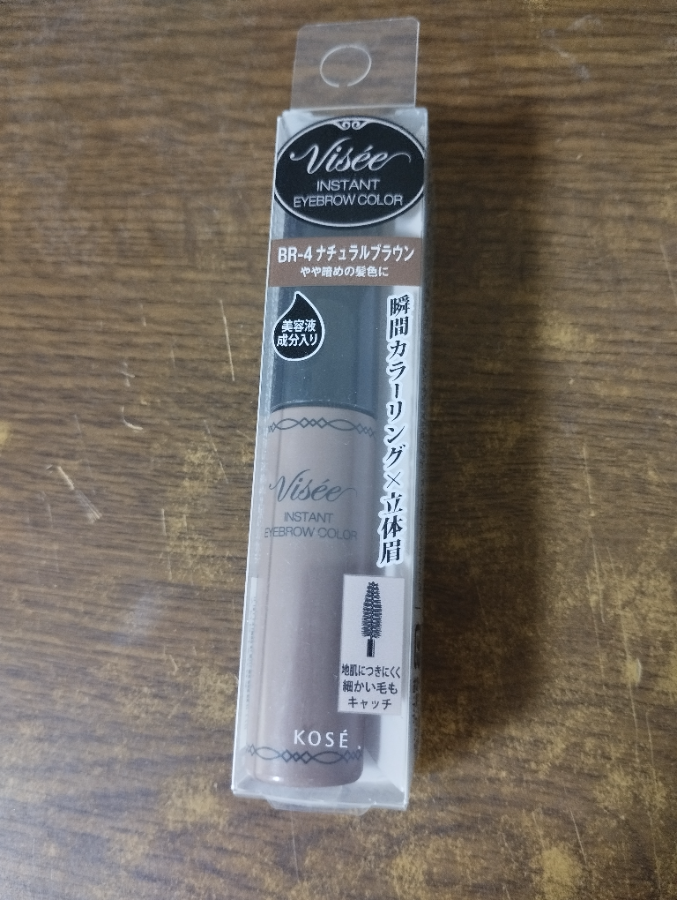 Visée
INSTANT
EYEBROW COLOR
BR-4 ナチュラルブラウン
やや暗めの髪色に
美容液
成分入り
瞬間カラーリング×立体眉
Visée
INSTANT
EYEBROW COLOR
地肌につきにくく
細かい毛も
キャッチ
KOSÉ